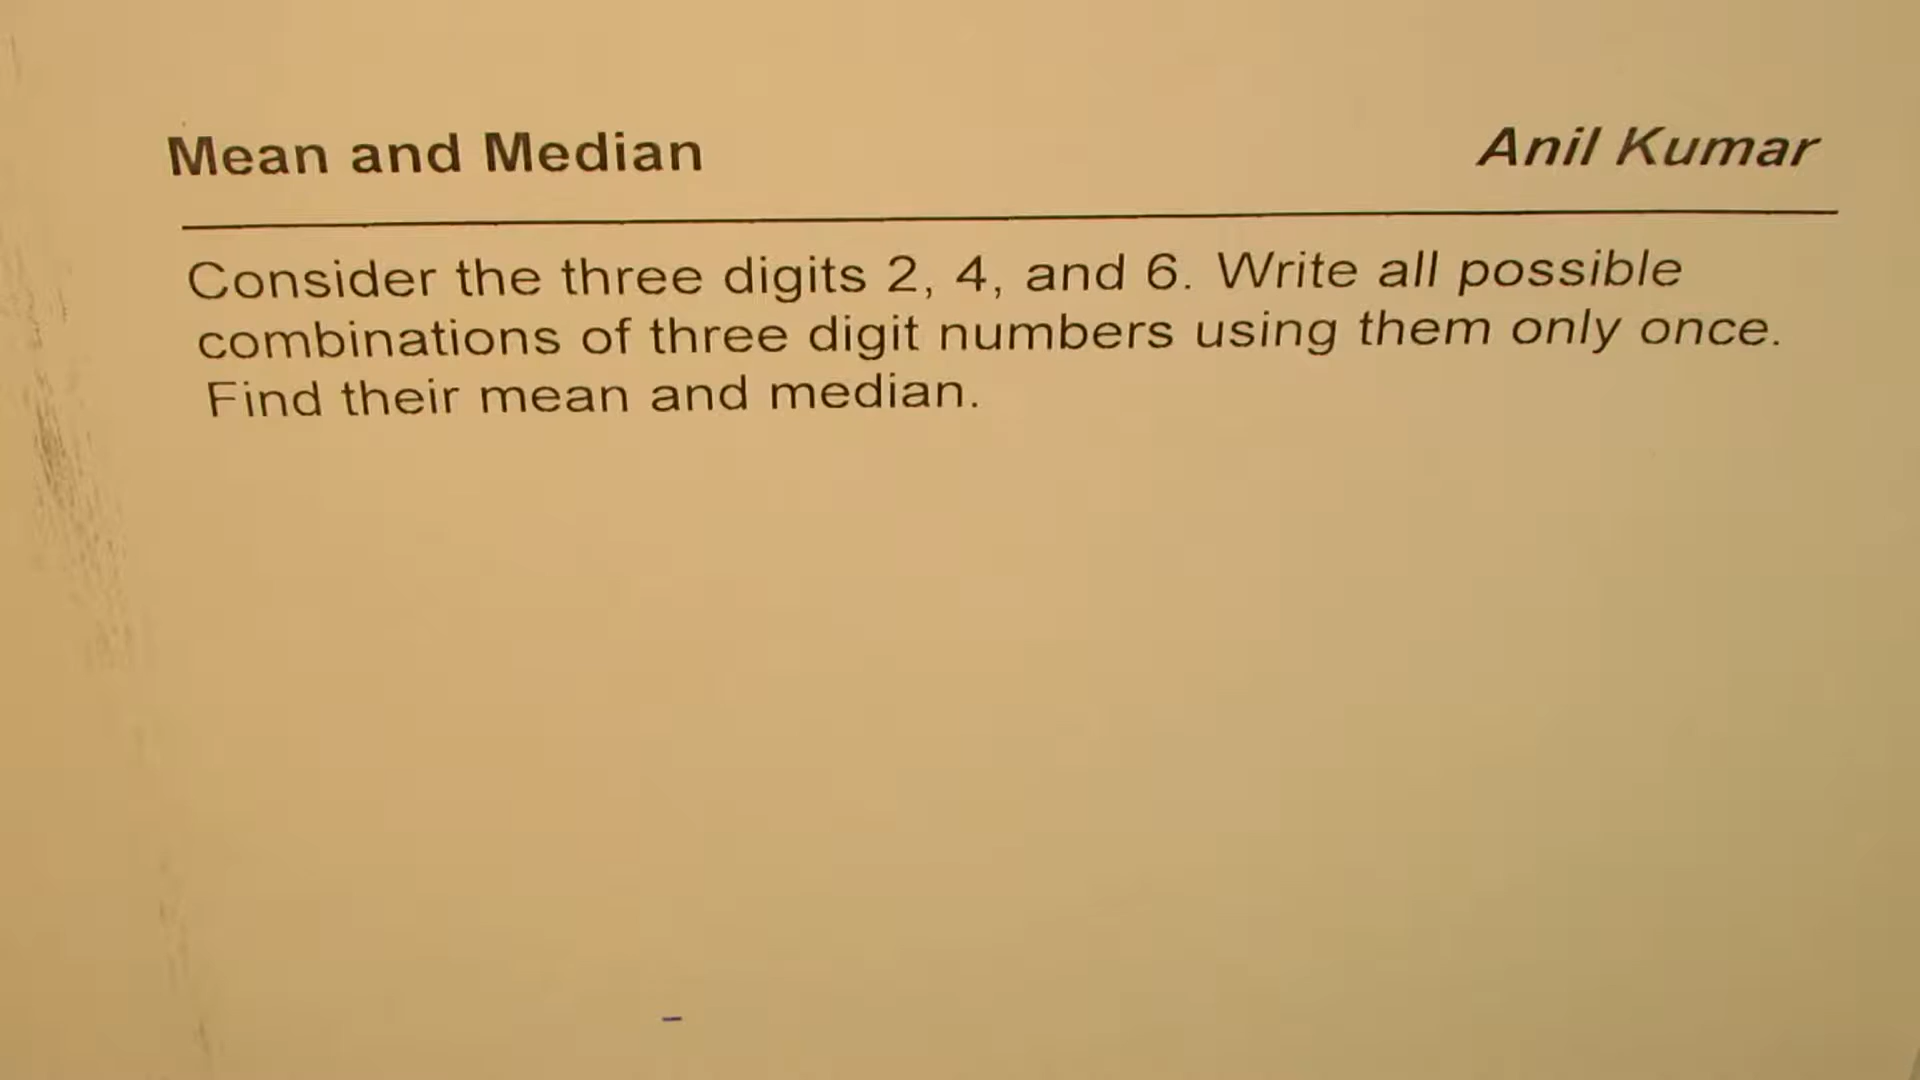 Mean and Median Anil Kumar
Consider the three digits 2, 4, and 6. Write all possible
combinations of three digit numbers using them only once.
Find their mean and median.